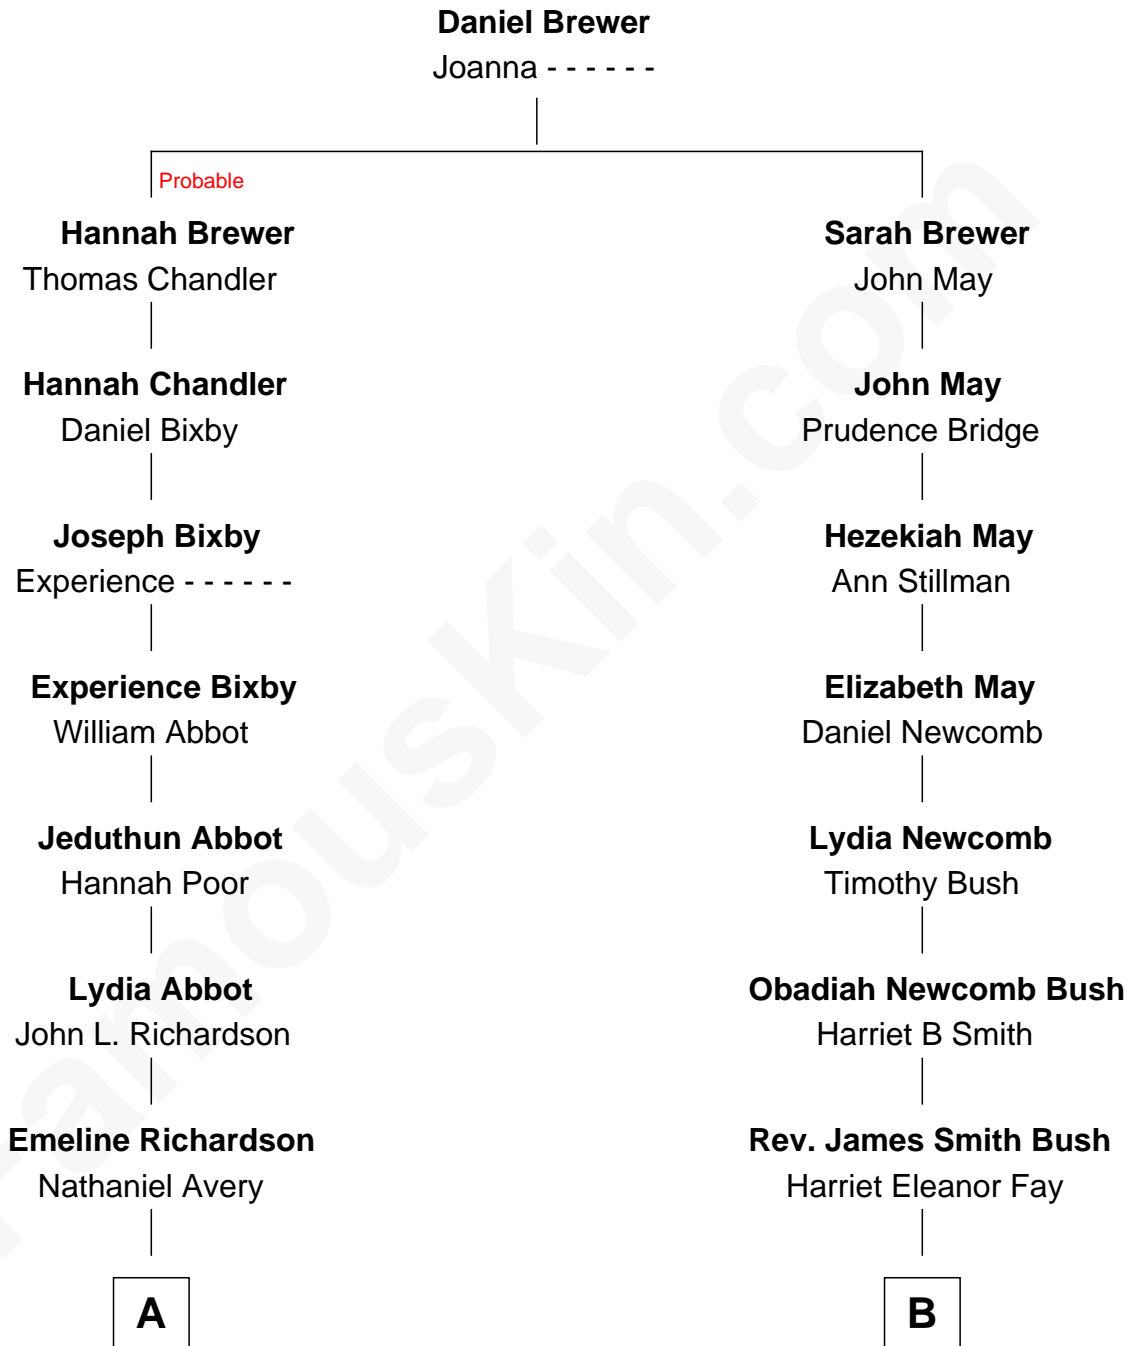 Daniel Brewer
Joanna - - - - - -
Probable
Hannah Brewer
Thomas Chandler
Sarah Brewer
John May
Hannah Chandler
Daniel Bixby
John May
Prudence Bridge
Joseph Bixby
Experience - - - - - -
Hezekiah May
Ann Stillman
Experience Bixby
William Abbot
Elizabeth May
Daniel Newcomb
Jeduthun Abbot
Hannah Poor
Lydia Newcomb
Timothy Bush
Lydia Abbot
John L. Richardson
Obadiah Newcomb Bush
Harriet B Smith
Emeline Richardson
Nathaniel Avery
Rev. James Smith Bush
Harriet Eleanor Fay
A
B
FamousKin.com